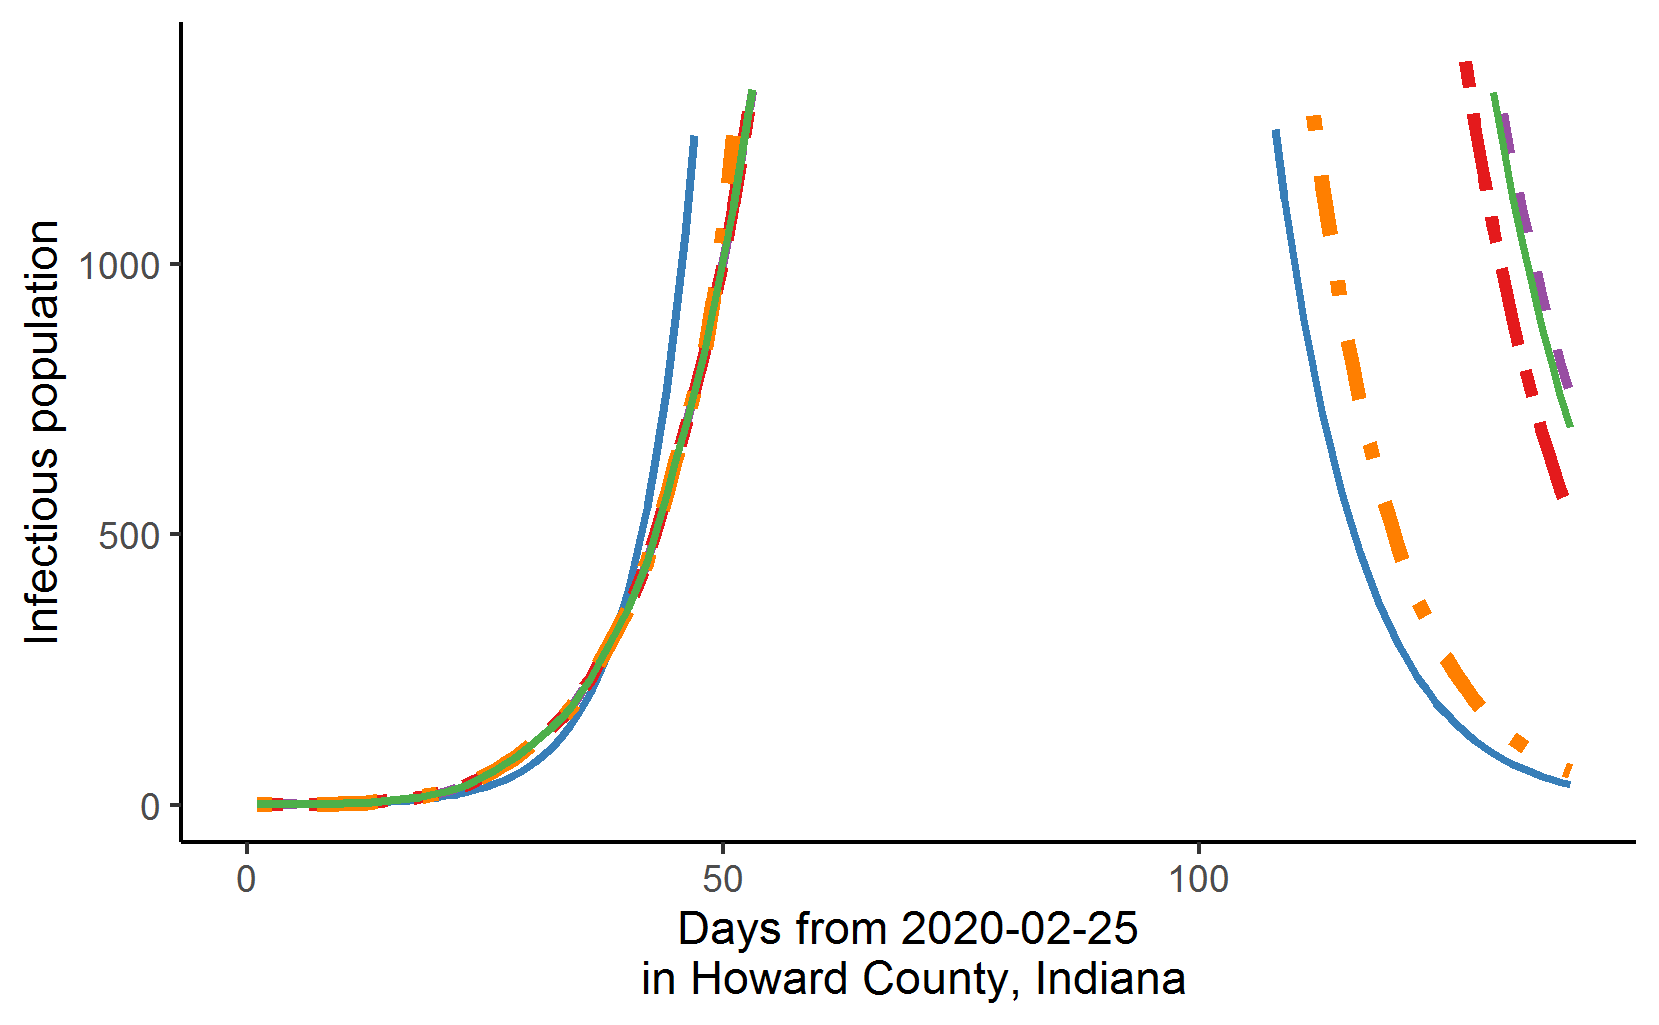 Infectious population
1000
500
0
0 50 100
Days from 2020-02-25
in Howard County, Indiana